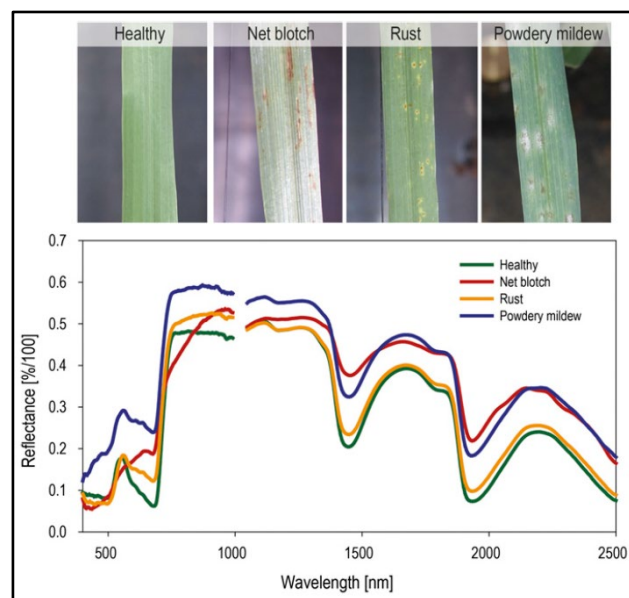 Healthy Net blotch Rust Powdery mildew
0.7
0.6
0.5
0.4
0.3
0.2
0.1
0.0
Reflectance [%/100]
Healthy
Net blotch
Rust
Powdery mildew
500 1000 1500 2000 2500
Wavelength [nm]